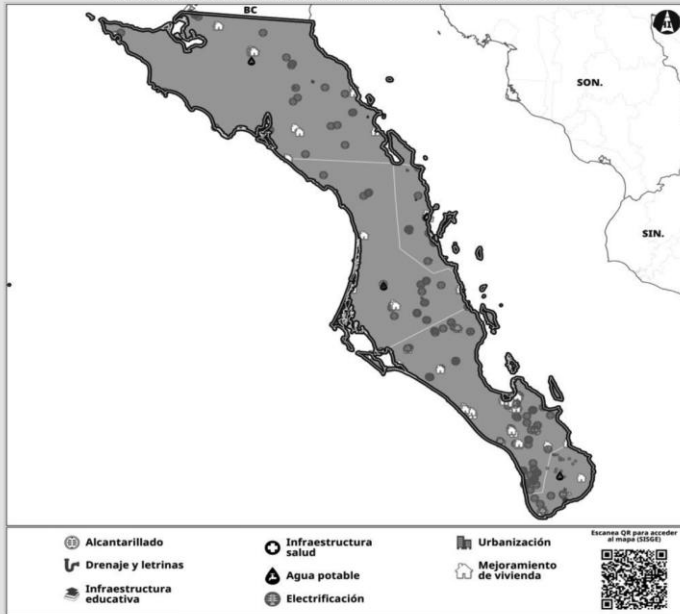 BC
SON.
SIN.
Alcantarillado
Drenaje y letrinas
Infraestructura
educativa
Infraestructura
salud
Agua potable
Electrificación
Urbanización
Mejoramiento
de vivienda
Escanea QR para acceder
al mapa (SISGE)